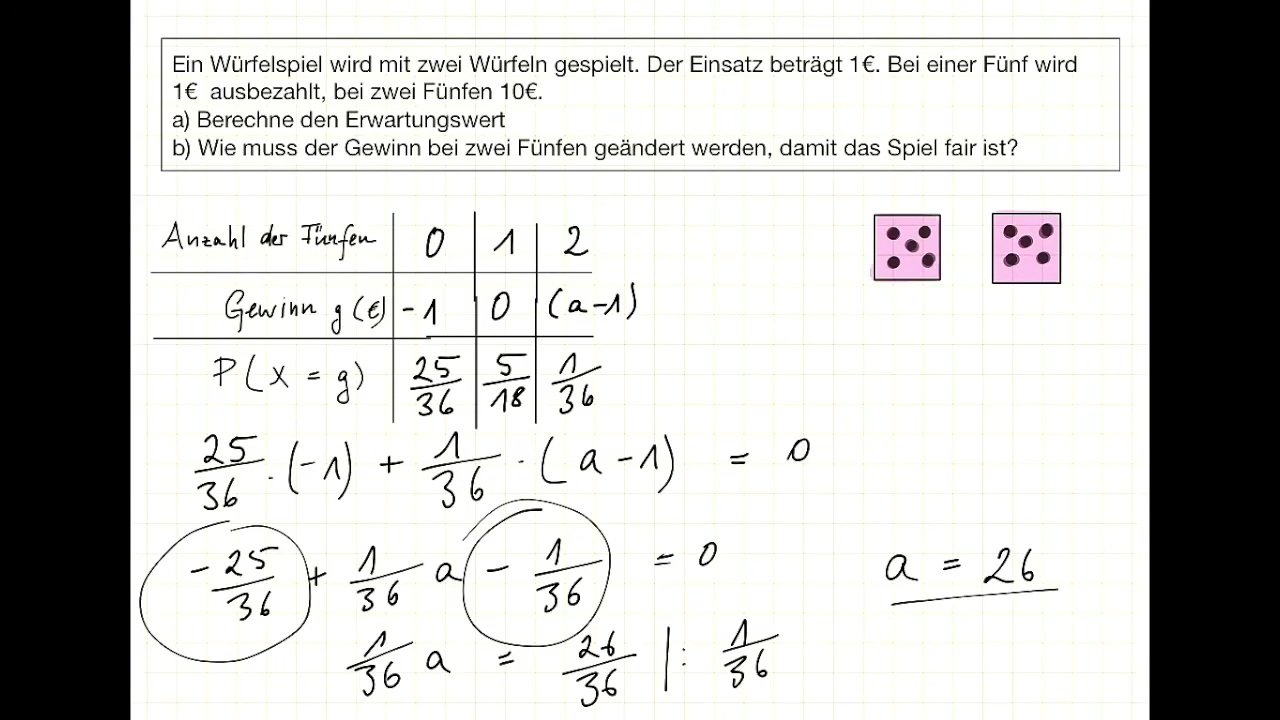 Ein Würfelspiel wird mit zwei Würfeln gespielt. Der Einsatz beträgt 1€. Bei einer Fünf wird
1€ ausbezahlt, bei zwei Fünfen 10€.
a) Berechne den Erwartungswert
b) Wie muss der Gewinn bei zwei Fünfen geändert werden, damit das Spiel fair ist?
Anzahl der Fünfen 0 1 2
Gewinn g (€) -1 0 (a-1)
P(X = g) 25/36 5/18 1/36
25/36 · (-1) + 1/36 · (a-1) = 0
- 25/36 + 1/36 a - 1/36 = 0
1/36 a = 26/36 |: 1/36
a = 26